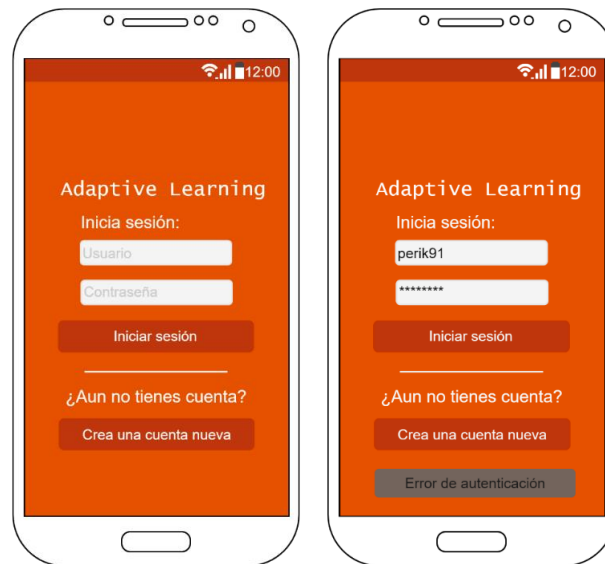 12:00
Adaptive Learning
Inicia sesión:
Usuario
Contraseña
Iniciar sesión
¿Aun no tienes cuenta?
Crea una cuenta nueva
12:00
Adaptive Learning
Inicia sesión:
perik91
********
Iniciar sesión
¿Aun no tienes cuenta?
Crea una cuenta nueva
Error de autenticación